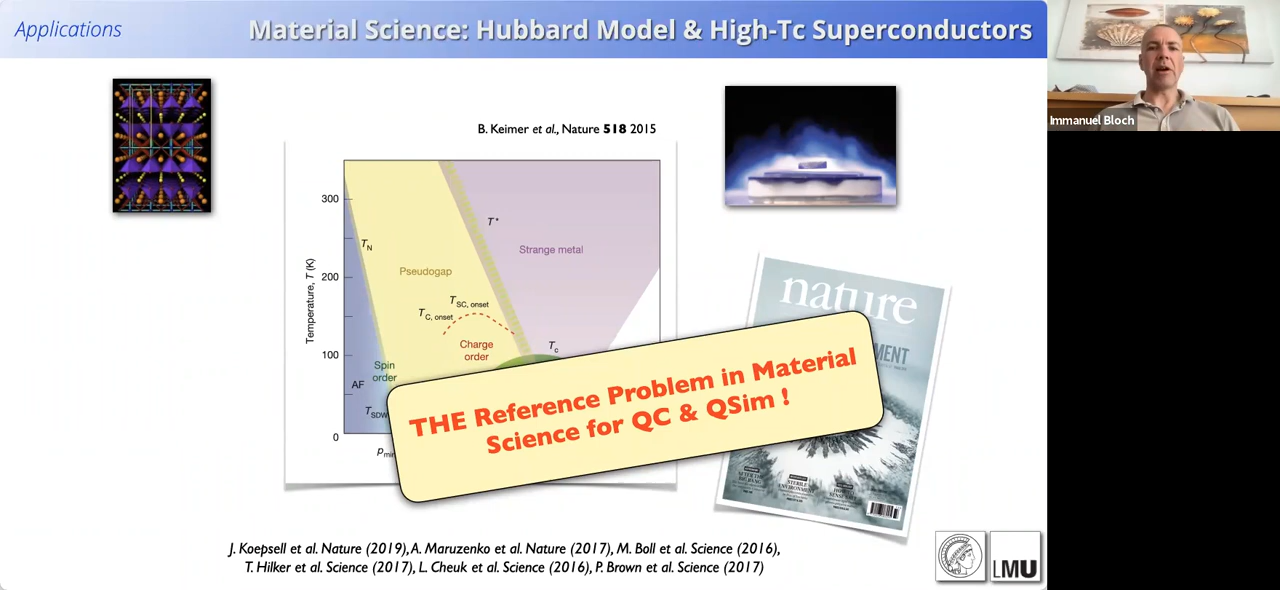 Applications
Material Science: Hubbard Model & High-Tc Superconductors
Immanuel Bloch
B. Keimer et al., Nature 518 2015
Temperature, T (K)
300
200
100
0
TN
T*
Strange metal
Pseudogap
TSC, onset
TC, onset
Charge
order
Tc
Spin
order
AF
TSDW
pmin
nature
MENT
THE Reference Problem in Material
Science for QC & QSim !
J. Koepsell et al. Nature (2019), A. Maruzenko et al. Nature (2017), M. Boll et al. Science (2016),
T. Hilker et al. Science (2017), L. Cheuk et al. Science (2016), P. Brown et al. Science (2017)
LMU